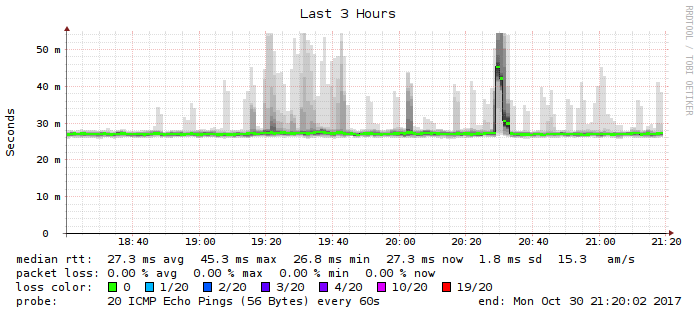 Last 3 Hours
RRDTOOL / TOBI OETIKER
Seconds
50 m
40 m
30 m
20 m
10 m
0
18:40 19:00 19:20 19:40 20:00 20:20 20:40 21:00 21:20
median rtt: 27.3 ms avg 45.3 ms max 26.8 ms min 27.3 ms now 1.8 ms sd 15.3 am/s
packet loss: 0.00 % avg 0.00 % max 0.00 % min 0.00 % now
loss color: 0 1/20 2/20 3/20 4/20 10/20 19/20
probe: 20 ICMP Echo Pings (56 Bytes) every 60s end: Mon Oct 30 21:20:02 2017